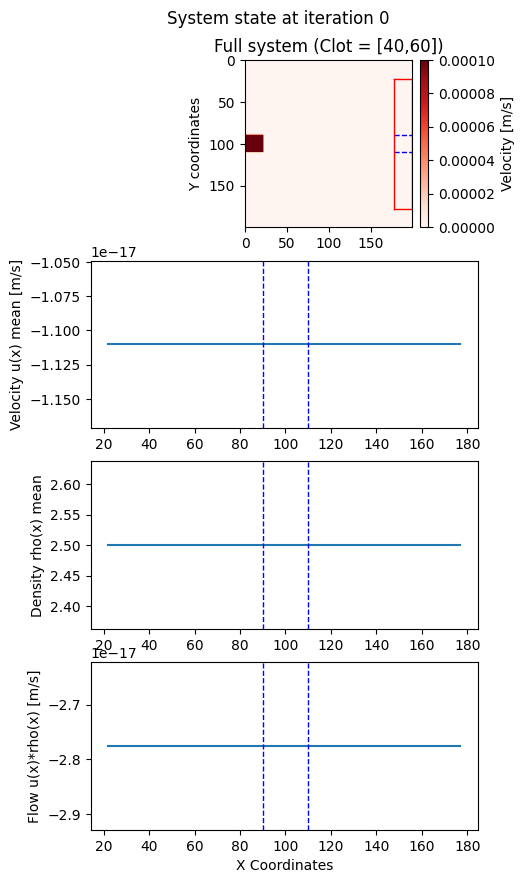 System state at iteration 0
Full system (Clot = [40,60])
0
50
100
150
Y coordinates
0 50 100 150
0.00010
0.00008
0.00006
0.00004
0.00002
0.00000
Velocity [m/s]
1e−17
−1.050
−1.075
−1.100
−1.125
−1.150
Velocity u(x) mean [m/s]
20 40 60 80 100 120 140 160 180
2.60
2.55
2.50
2.45
2.40
Density rho(x) mean
20 40 60 80 100 120 140 160 180
1e−17
−2.7
−2.8
−2.9
Flow u(x)*rho(x) [m/s]
20 40 60 80 100 120 140 160 180
X Coordinates